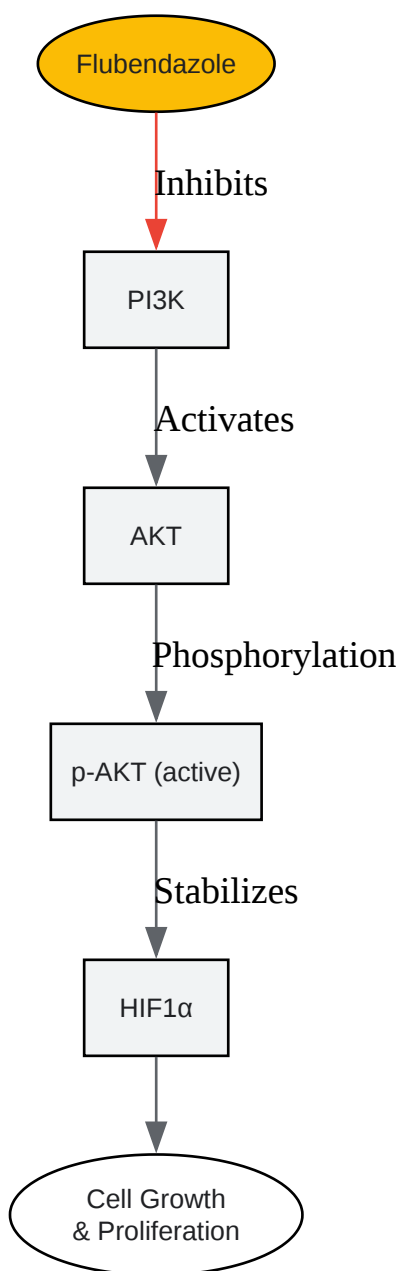 Flubendazole
Inhibits
PI3K
Activates
AKT
Phosphorylation
p-AKT (active)
Stabilizes
HIF1α
Cell Growth
& Proliferation